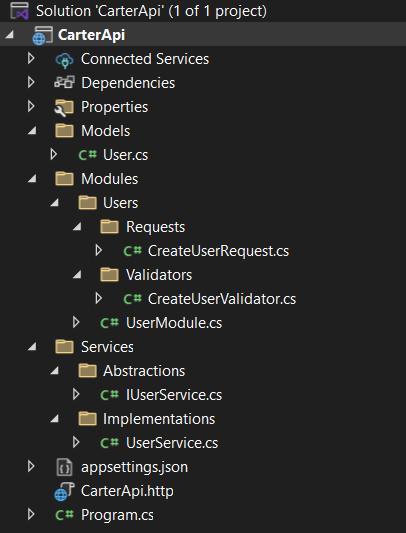 Solution 'CarterApi' (1 of 1 project)
CarterApi
Connected Services
Dependencies
Properties
Models
C# User.cs
Modules
Users
Requests
C# CreateUserRequest.cs
Validators
C# CreateUserValidator.cs
C# UserModule.cs
Services
Abstractions
C# IUserService.cs
Implementations
C# UserService.cs
appsettings.json
CarterApi.http
C# Program.cs